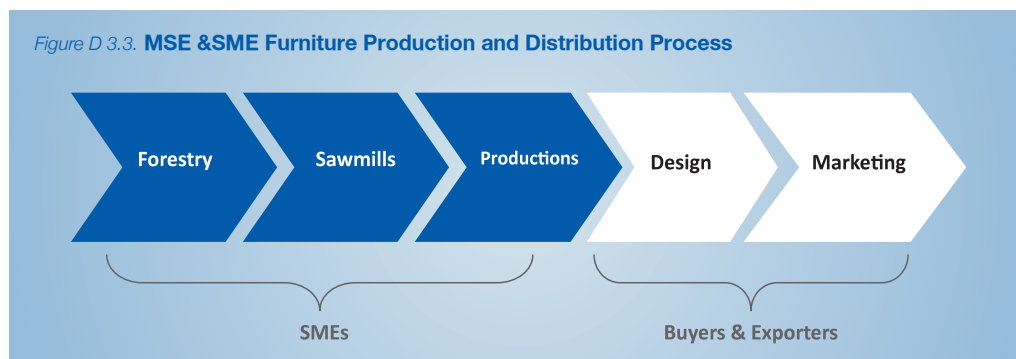 Figure D 3.3. MSE &SME Furniture Production and Distribution Process
Forestry
Sawmills
Productions
Design
Marketing
SMEs
Buyers & Exporters